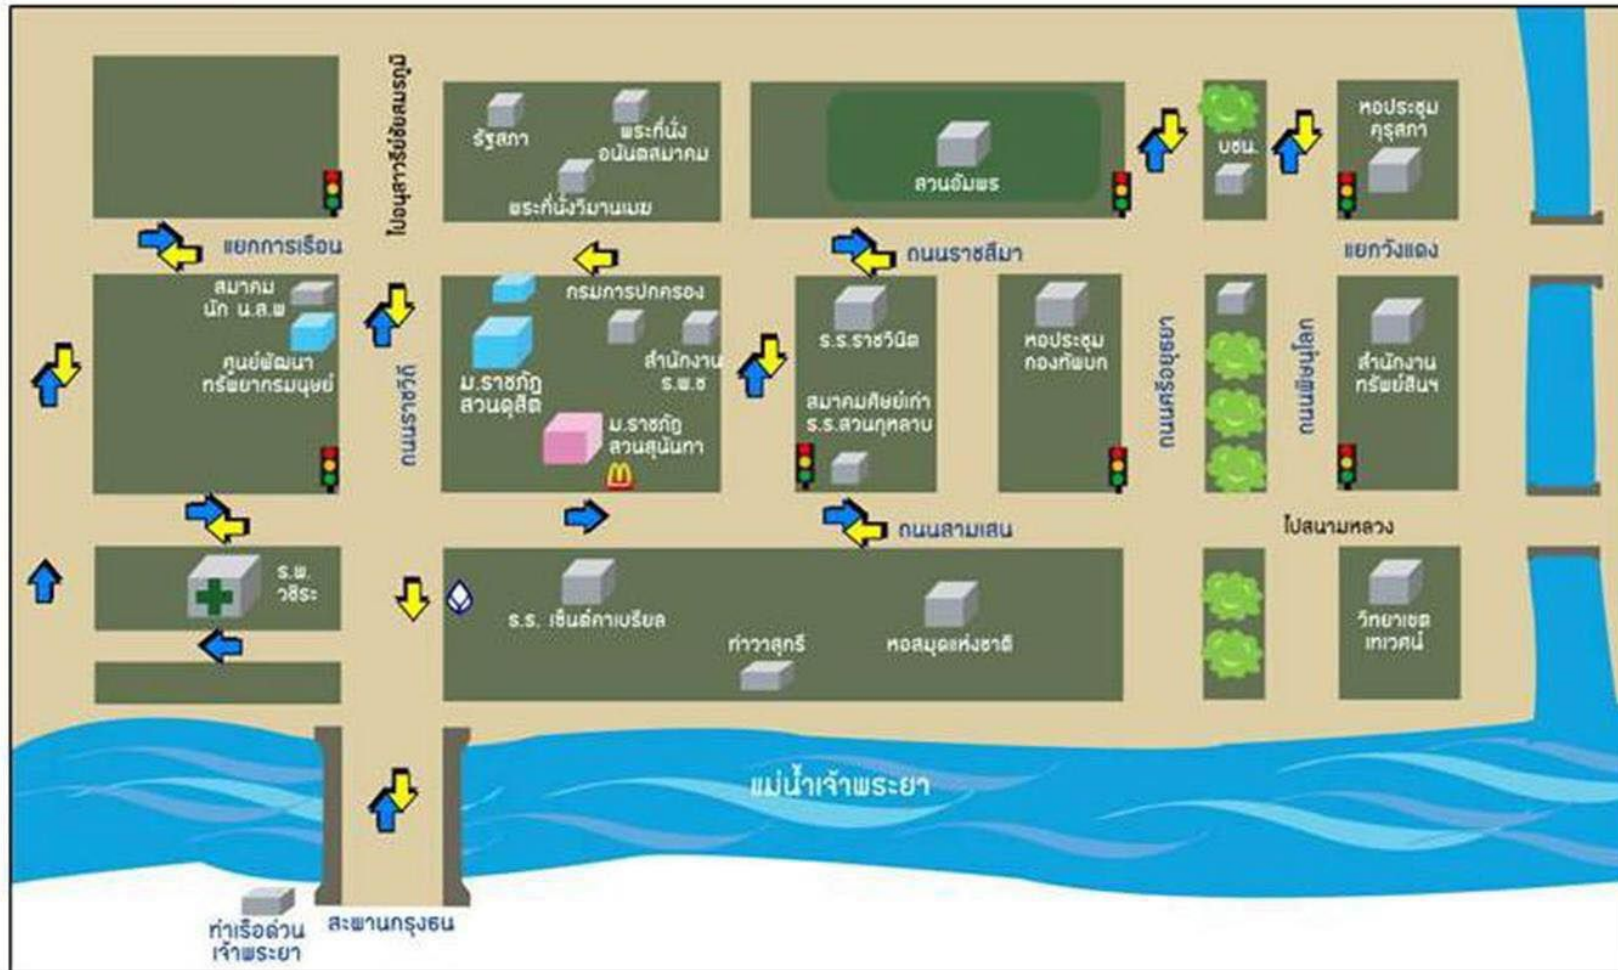 ไปอนุสาวรีย์ชัยสมรภูมิ
รัฐสภา
พระที่นั่ง
อนันตสมาคม
พระที่นั่งวิมานเมฆ
สวนอัมพร
บชน.
หอประชุม
คุรุสภา
แยกการเรือน
ถนนราชสีมา
แยกวังแดง
สมาคม
นัก น.ส.พ
ศูนย์พัฒนา
ทรัพยากรมนุษย์
ถนนราชวิถี
กรมการปกครอง
ม.ราชภัฏ
สวนดุสิต
สำนักงาน
ร.พ.ช
ม.ราชภัฏ
สวนสุนันทา
ร.ร.ราชวินิต
สมาคมศิษย์เก่า
ร.ร.สวนกุหลาบ
หอประชุม
กองทัพบก
ถนนศรีอยุธยา
ถนนพิษณุโลก
สำนักงาน
ทรัพย์สินฯ
ถนนสามเสน
ไปสนามหลวง
ร.พ.
วชิระ
ร.ร. เซ็นต์คาเบรียล
ท่าวาสุกรี
หอสมุดแห่งชาติ
วิทยาเขต
เทเวศน์
แม่น้ำเจ้าพระยา
ท่าเรือด่วน
เจ้าพระยา
สะพานกรุงธน